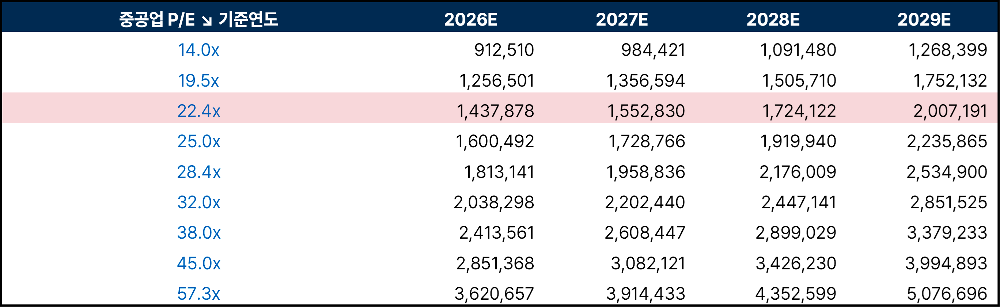 중공업 P/E ↘ 기준연도 2026E 2027E 2028E 2029E
14.0x 912,510 984,421 1,091,480 1,268,399
19.5x 1,256,501 1,356,594 1,505,710 1,752,132
22.4x 1,437,878 1,552,830 1,724,122 2,007,191
25.0x 1,600,492 1,728,766 1,919,940 2,235,865
28.4x 1,813,141 1,958,836 2,176,009 2,534,900
32.0x 2,038,298 2,202,440 2,447,141 2,851,525
38.0x 2,413,561 2,608,447 2,899,029 3,379,233
45.0x 2,851,368 3,082,121 3,426,230 3,994,893
57.3x 3,620,657 3,914,433 4,352,599 5,076,696